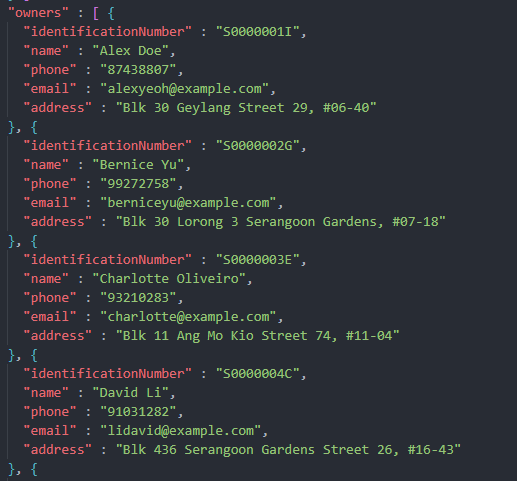 "owners" : [ {
"identificationNumber" : "S0000001I",
"name" : "Alex Doe",
"phone" : "87438807",
"email" : "alexyeoh@example.com",
"address" : "Blk 30 Geylang Street 29, #06-40"
}, {
"identificationNumber" : "S0000002G",
"name" : "Bernice Yu",
"phone" : "99272758",
"email" : "berniceyu@example.com",
"address" : "Blk 30 Lorong 3 Serangoon Gardens, #07-18"
}, {
"identificationNumber" : "S0000003E",
"name" : "Charlotte Oliveiro",
"phone" : "93210283",
"email" : "charlotte@example.com",
"address" : "Blk 11 Ang Mo Kio Street 74, #11-04"
}, {
"identificationNumber" : "S0000004C",
"name" : "David Li",
"phone" : "91031282",
"email" : "lidavid@example.com",
"address" : "Blk 436 Serangoon Gardens Street 26, #16-43"
}, {